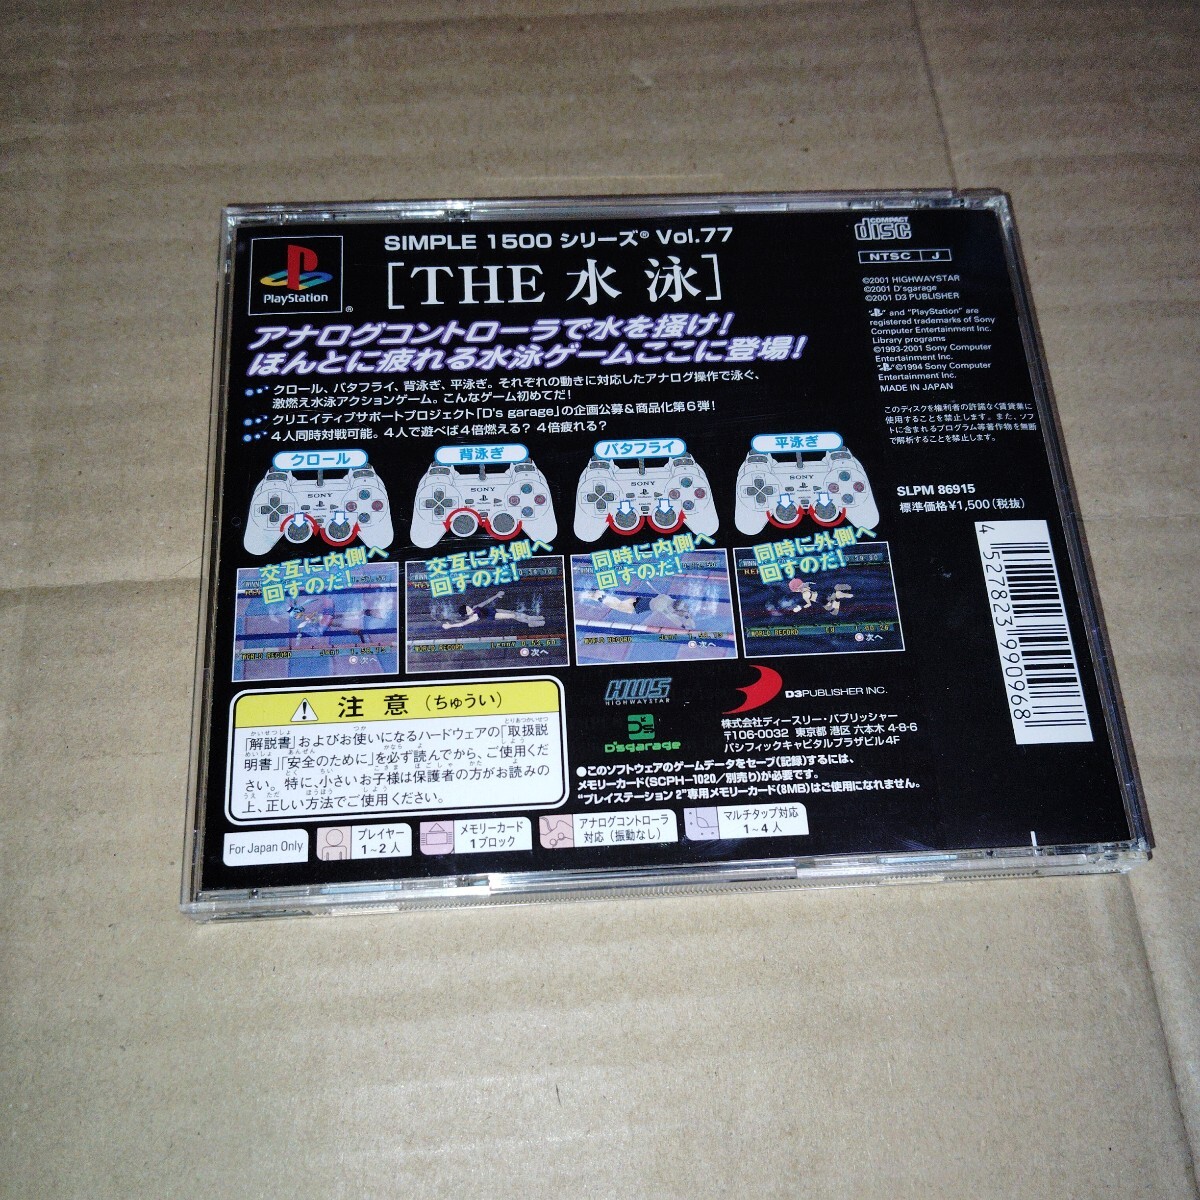 SIMPLE 1500 シリーズ® Vol.77
[THE 水 泳]
PlayStation
®
COMPACT
disc
NTSC J
©2001 HIGHWAYSTAR
©2001 D'sgarage
©2001 D3 PUBLISHER
" " and "PlayStation" are
registered trademarks of Sony
Computer Entertainment Inc.
Library programs
©1993-2001 Sony Computer
Entertainment Inc.
" "©1994 Sony Computer
Entertainment Inc.
MADE IN JAPAN
このディスクを権利者の許諾なく賃貸業に
使用することを禁止します。また、ソフ
トに含まれるプログラム等著作物を無断
で解析することを禁止します。
SLPM 86915
標準価格¥1,500(税抜)
4 527823 990968
アナログコントローラで水を掻け!
ほんとに疲れる水泳ゲームここに登場!
クロール、バタフライ、背泳ぎ、平泳ぎ。それぞれの動きに対応したアナログ操作で泳ぐ、
激燃え水泳アクションゲーム。こんなゲーム初めてだ!
クリエイティブサポートプロジェクト「D's garage」の企画公募&商品化第6弾!
4人同時対戦可能。4人で遊べば4倍燃える? 4倍疲れる?
クロール
背泳ぎ
バタフライ
平泳ぎ
SONY
SONY
SONY
SONY
交互に内側へ
回すのだ!
交互に外側へ
回すのだ!
同時に内側へ
回すのだ!
同時に外側へ
回すのだ!
WORLD RECORD
次へ
WORLD RECORD
次へ
WORLD RECORD
次へ
WORLD RECORD
次へ
注 意 (ちゅうい)
「解説書」およびお使いになるハードウェアの「取扱説
明書」「安全のために」を必ず読んでから、ご使用くだ
さい。特に、小さいお子様は保護者の方がお読みの
上、正しい方法でご使用ください。
HWS
HIGHWAYSTAR
D's
D'sgarage
D3PUBLISHER INC.
株式会社ディースリー・パブリッシャー
〒106-0032 東京都 港区 六本木 4-8-6
パシフィックキャピタルプラザビル4F
●このソフトウェアのゲームデータをセーブ(記録)するには、
メモリーカード(SCPH-1020/別売り)が必要です。
"プレイステーション 2"専用メモリーカード(8MB)はご使用になれません。
For Japan Only
プレイヤー
1~2 人
メモリーカード
1ブロック
アナログコントローラ
対応(振動なし)
マルチタップ対応
1~4 人